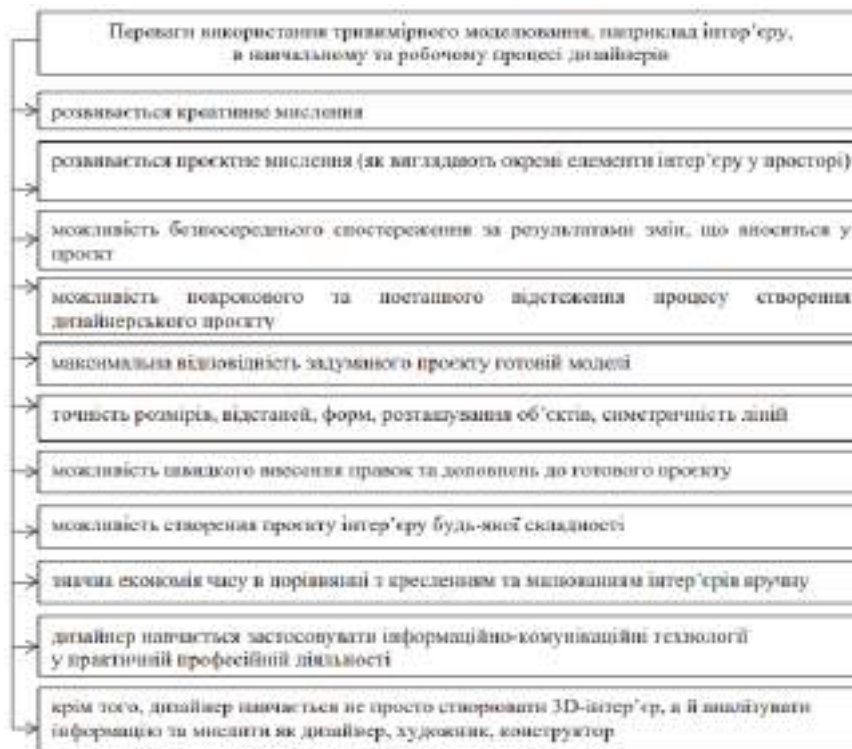 Переваги використання тривимірного моделювання, наприклад інтер’єру,
в навчальному та робочому процесі дизайнерів
розвивається креативне мислення
розвивається проєктне мислення (як виглядають окремі елементи інтер’єру у просторі)
можливість безпосереднього спостереження за результатами змін, що вноситься у
проєкт
можливість покрокового та поетапного відстеження процесу створення
дизайнерського проєкту
максимальна відповідність задуманого проєкту готовій моделі
точність розмірів, відстаней, форм, розташування об’єктів, симетричність ліній
можливість швидкого внесення правок та доповнень до готового проєкту
можливість створення проєкту інтер’єру будь-якої складності
значна економія часу в порівнянні з кресленням та малюванням інтер’єрів вручну
дизайнер навчається застосовувати інформаційно-комунікаційні технології
у практичній професійній діяльності
крім того, дизайнер навчається не просто створювати 3D-інтер’єр, а й аналізувати
інформацію та мислити як дизайнер, художник, конструктор